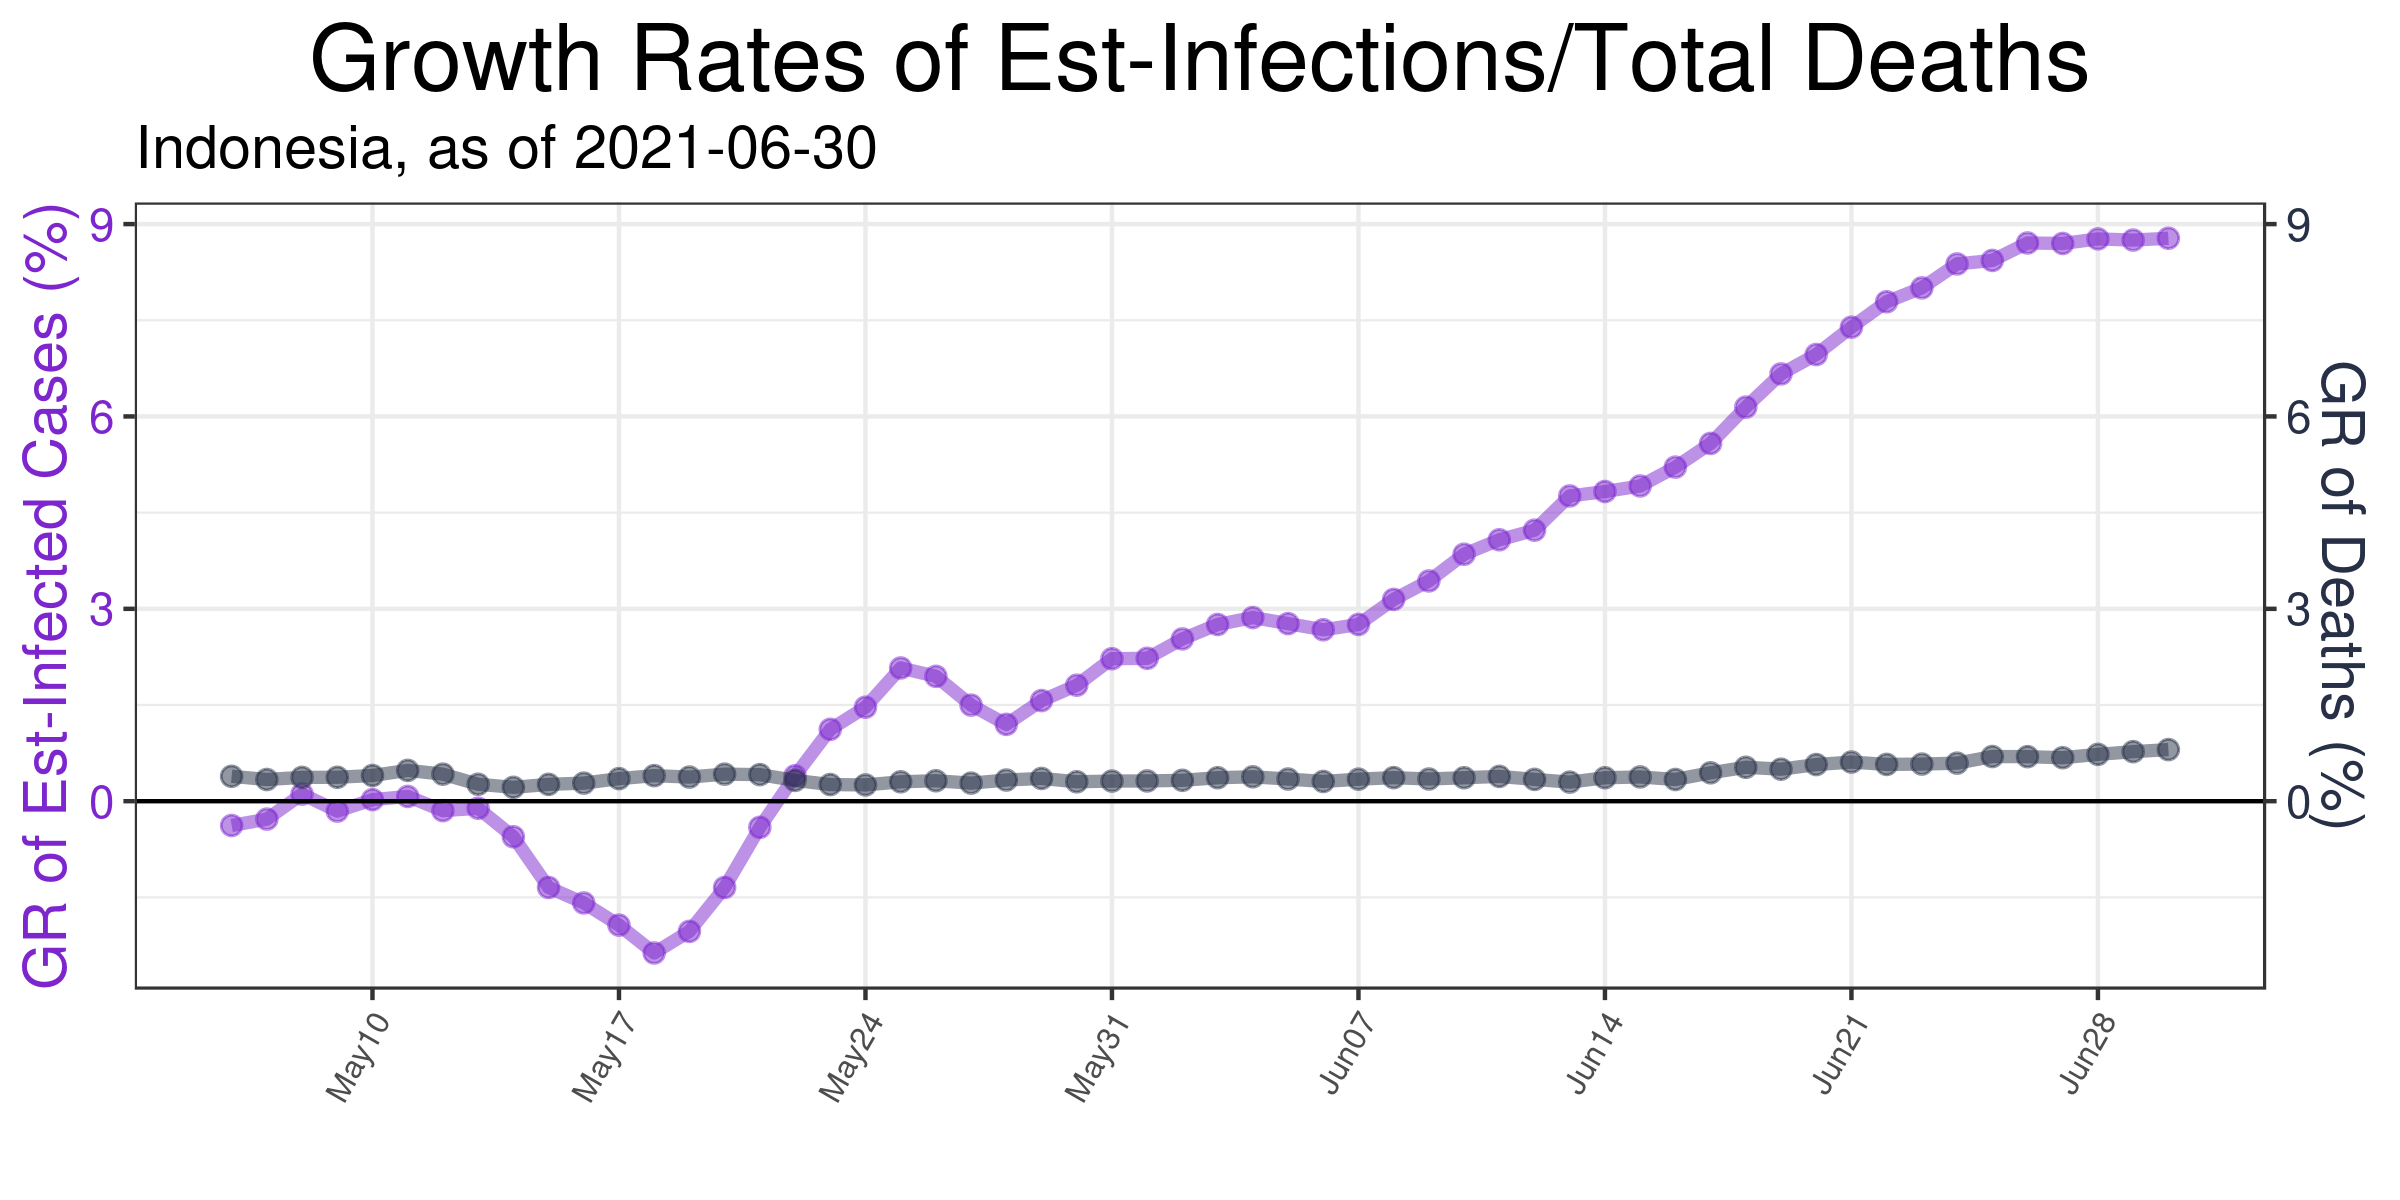 Growth Rates of Est-Infections/Total Deaths
Indonesia, as of 2021-06-30
GR of Est-Infected Cases (%)
9
6
3
0
9
6
3
0
GR of Deaths (%)
May10
May17
May24
May31
Jun07
Jun14
Jun21
Jun28